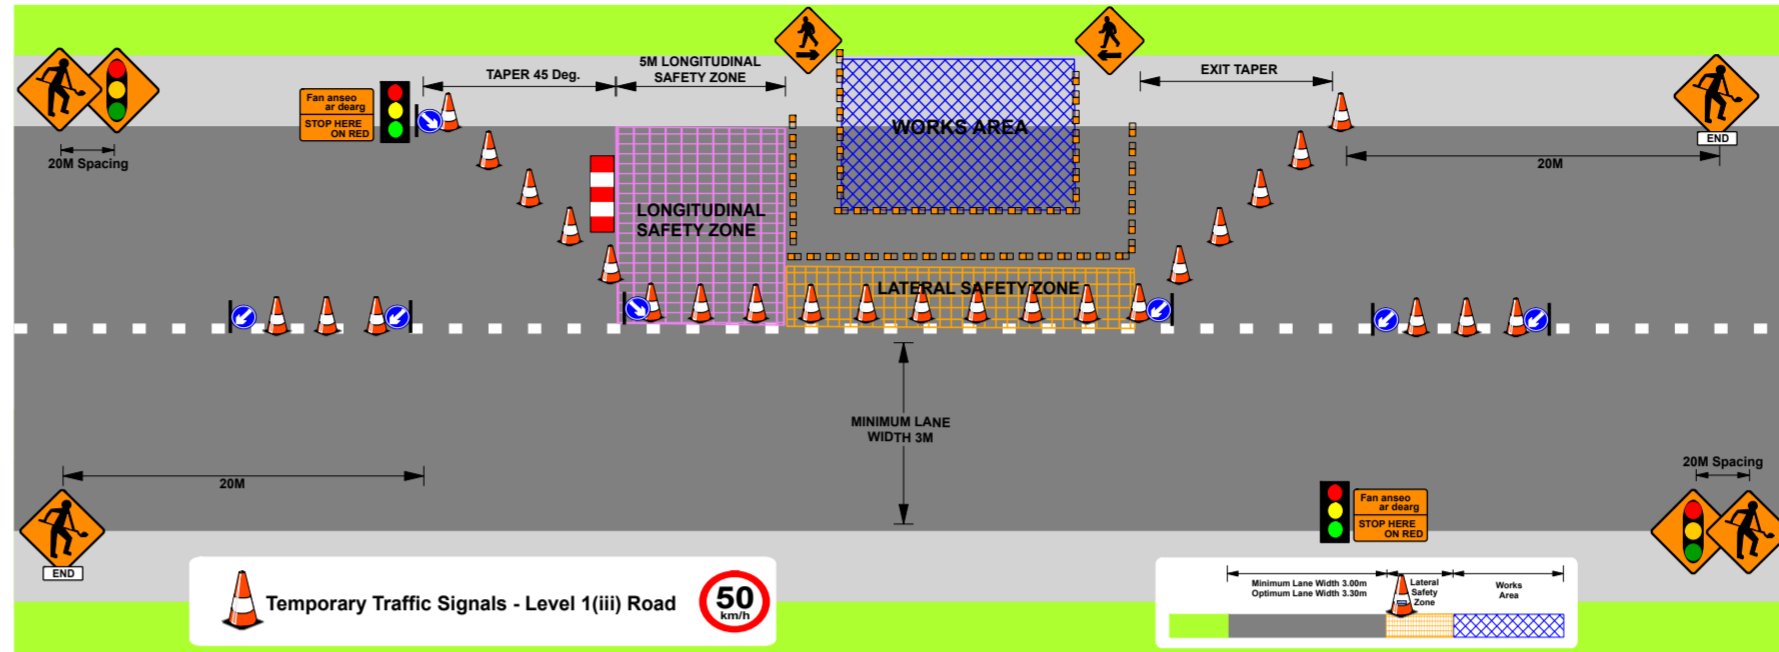 TAPER 45 Deg.
5M LONGITUDINAL
SAFETY ZONE
EXIT TAPER
Fan anseo
ar dearg
STOP HERE
ON RED
20M Spacing
WORKS AREA
END
20M
LONGITUDINAL
SAFETY ZONE
LATERAL SAFETY ZONE
MINIMUM LANE
WIDTH 3M
20M
20M Spacing
Fan anseo
ar dearg
STOP HERE
ON RED
END
Temporary Traffic Signals - Level 1(iii) Road
50
km/h
Minimum Lane Width 3.00m
Optimum Lane Width 3.30m
Lateral
Safety
Zone
Works
Area